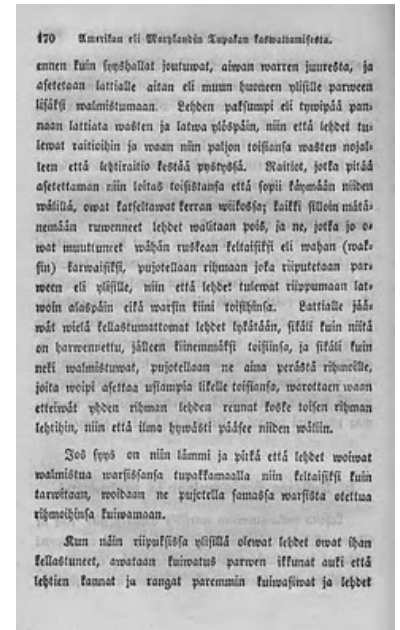 170 Amerikan eli Marylandin Tupakan kaswattamisesta.
ennen kuin syyshallat joutuwat, aiwan warren juuresta, ja
asetetaan lattialle aitan eli muun huoneen ylisille parween
lisäksi walmistumaan. Lehden paksumpi eli tywipää pan-
naan lattiata wasten ja latwa ylöspäin, niin että lehdet tu-
lewat raitioihin ja waan niin paljon toisiansa wasten nojal-
leen että lehtiraitio kestää pystyssä. Raitiot, jotka pitää
asetettaman niin loitas toisistansa että sopii käymään niiden
wälillä, owat katseltawat kerran wiikossa; kaikki silloin mätä-
nemään ruwenneet lehdet walitaan pois, ja ne, jotka jo o-
wat muuttuneet wähän ruskean keltaisiksi eli wahan (wak-
sin) karwaisiksi, pujotellaan rihmaan joka riiputetaan par-
ween eli ylisille, niin että lehdet tulewat riippumaan lat-
woin alaspäin eikä warsin kiini toisihinsa. Lattialle jää-
wät wielä kellastumattomat lehdet lykätään, sikäli kuin niitä
on harwennettu, jälleen kiinemmäksi toisiinsa, ja sikäli kuin
neki walmistuwat, pujotellaan ne aina perästä rihmoille,
joita woipi asettaa usiampia likelle toisiansa, warottaen waan
etteiwät yhden rihman lehden reunat koske toisen rihman
lehtihin, niin että ilma hywästi pääsee niiden wäliin.
Jos syys on niin lämmi ja pitkä että lehdet woiwat
walmistua warsissansa tupakkamaalla niin keltaisiksi kuin
tarwitaan, woidaan ne pujotella samassa warsista otettua
rihmoihinsa kuiwamaan.
Kun näin riipuksissa ylisillä olewat lehdet owat ihan
kellastuneet, awataan kuiwatus parwen ikkunat auki että
lehtien kannat ja rangat paremmin kuiwasiwat ja lehdet